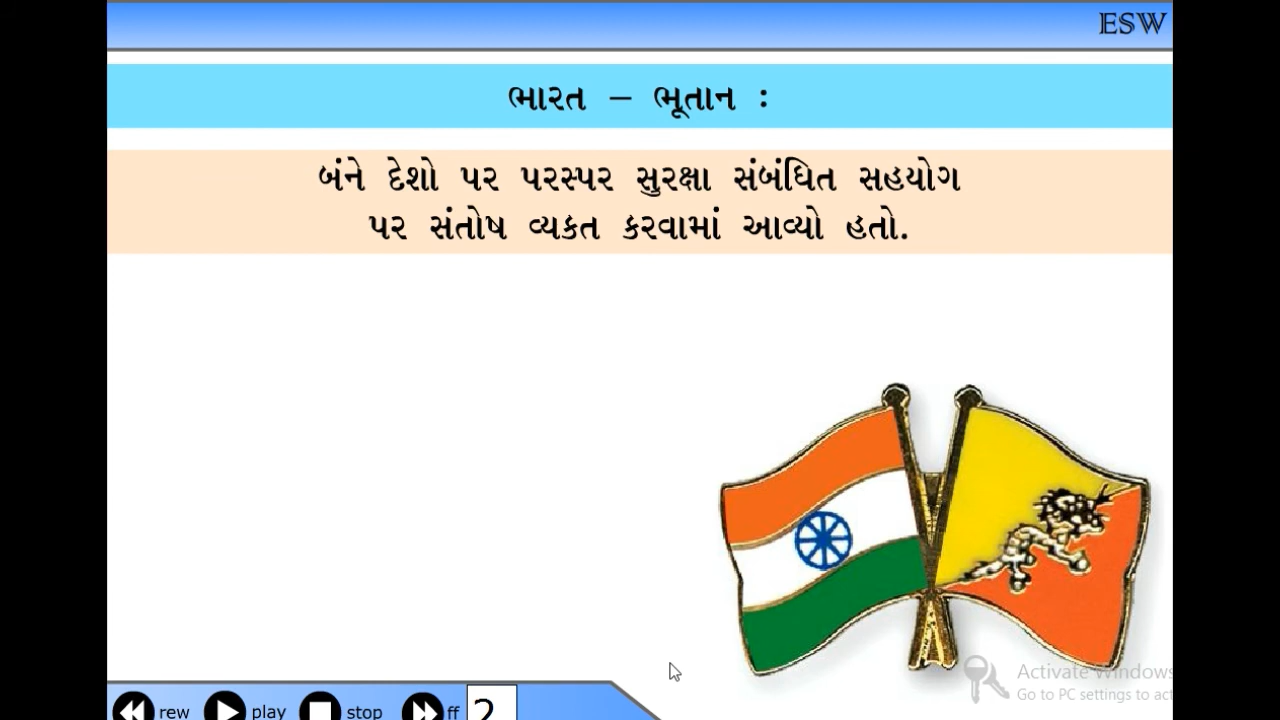 ESW
ભારત – ભૂતાન :
બંને દેશો પર પરસ્પર સુરક્ષા સંબંધિત સહયોગ
પર સંતોષ વ્યકત કરવામાં આવ્યો હતો.
Activate Windows
Go to PC settings to act
rew play stop ff 2